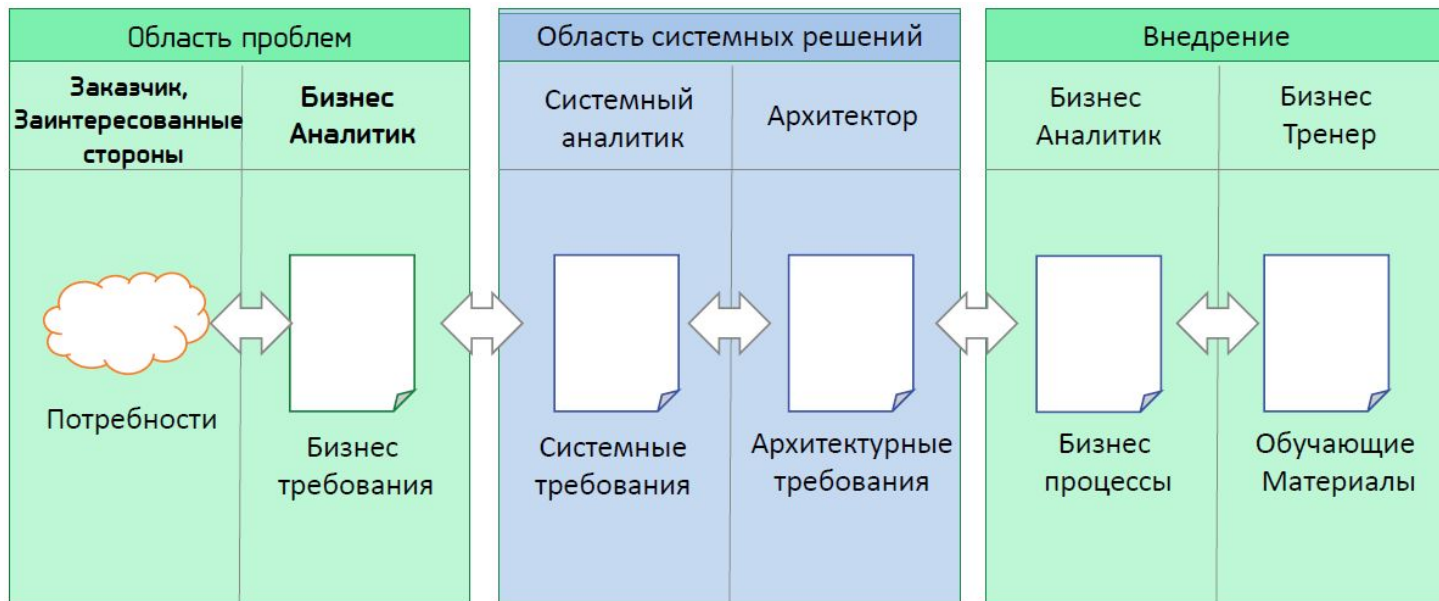 Область проблем
Область системных решений
Внедрение
Заказчик,
Заинтересованные
стороны
Бизнес
Аналитик
Системный
аналитик
Архитектор
Бизнес
Аналитик
Бизнес
Тренер
Потребности
Бизнес
требования
Системные
требования
Архитектурные
требования
Бизнес
процессы
Обучающие
Материалы